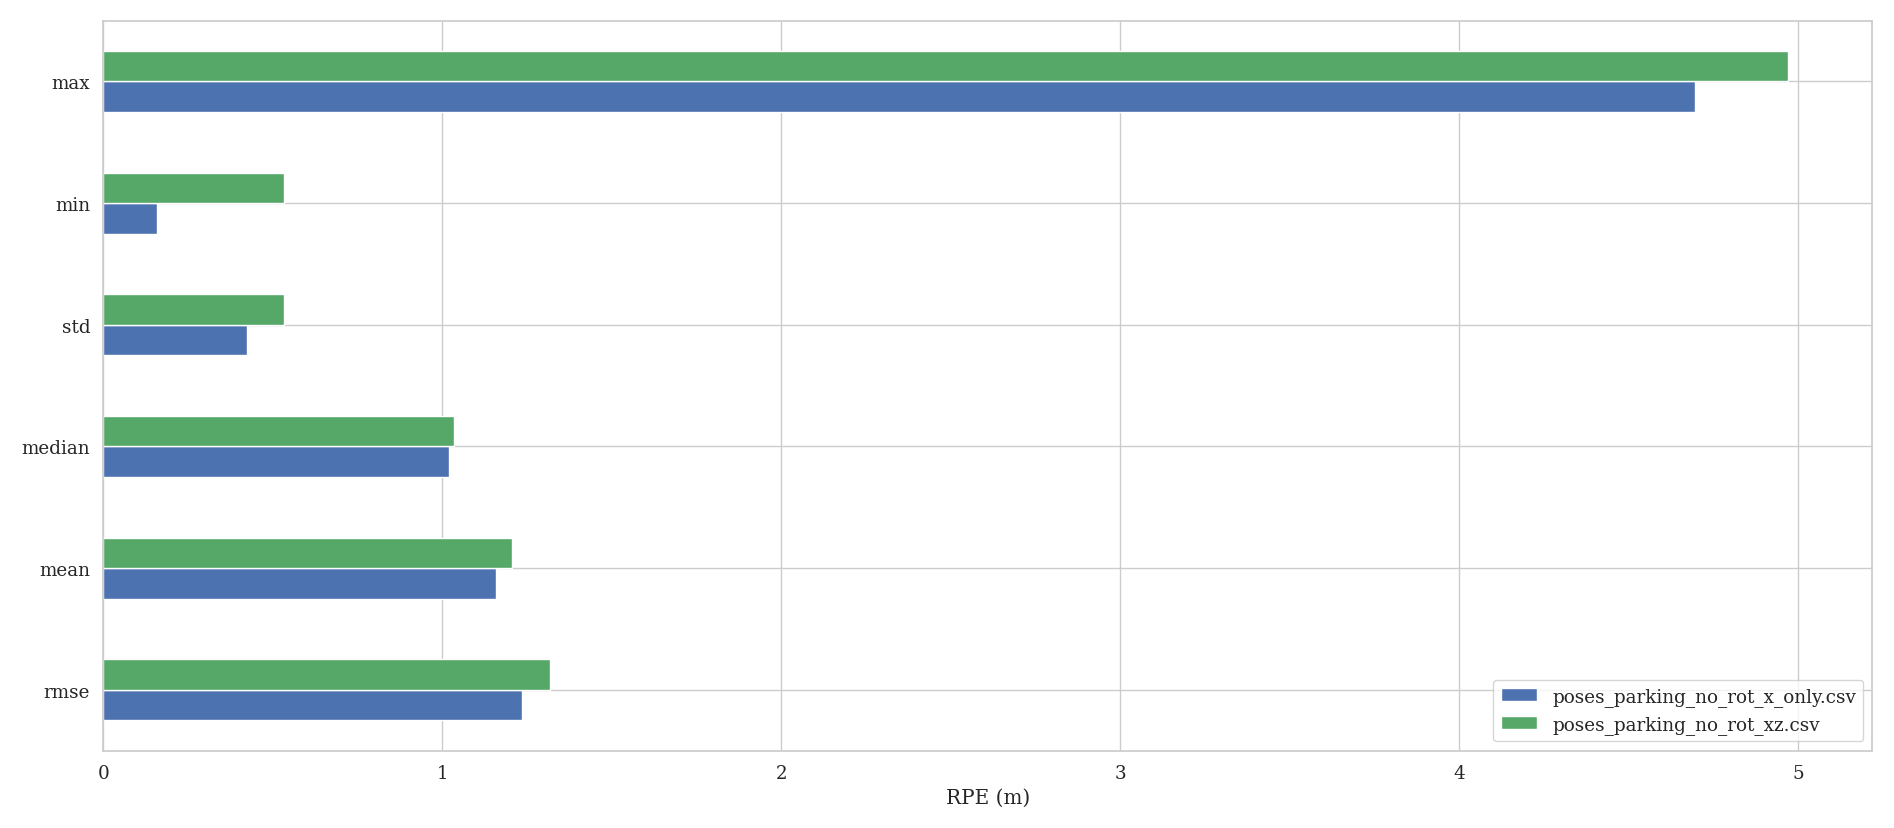 max
min
std
median
mean
rmse
poses_parking_no_rot_x_only.csv
poses_parking_no_rot_xz.csv
0 1 2 3 4 5
RPE (m)